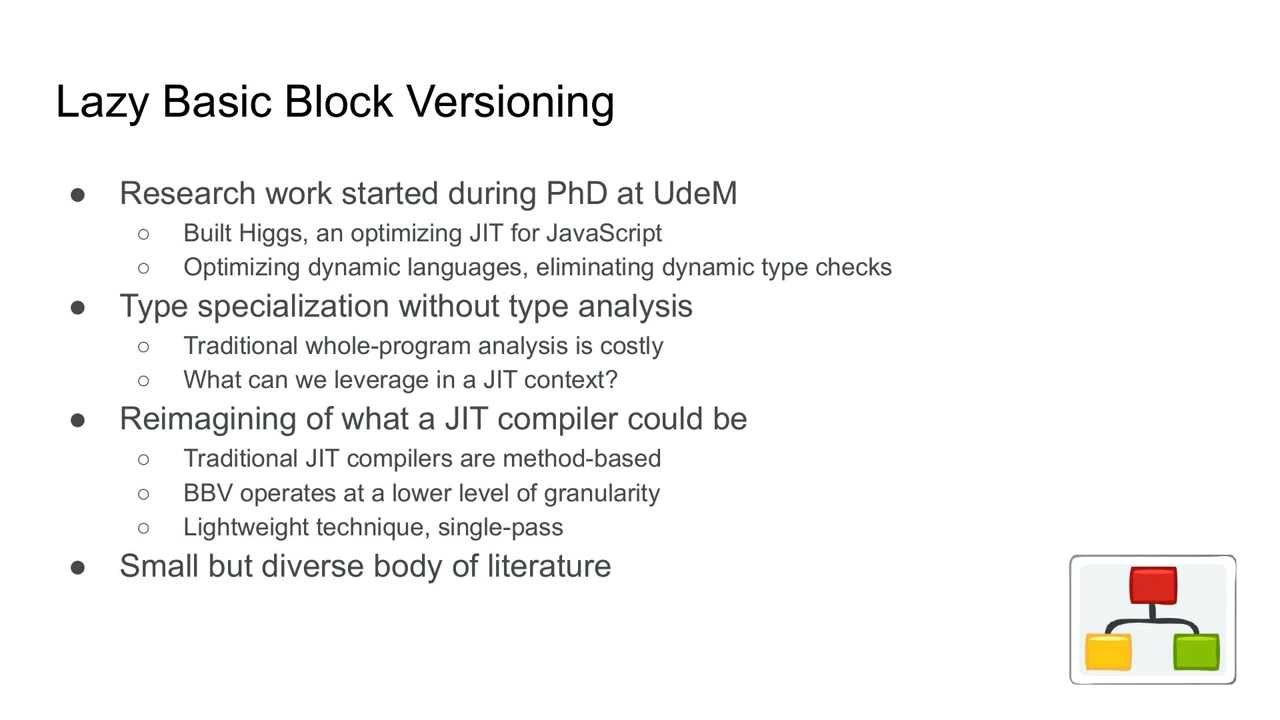 Lazy Basic Block Versioning
● Research work started during PhD at UdeM
○ Built Higgs, an optimizing JIT for JavaScript
○ Optimizing dynamic languages, eliminating dynamic type checks
● Type specialization without type analysis
○ Traditional whole-program analysis is costly
○ What can we leverage in a JIT context?
● Reimagining of what a JIT compiler could be
○ Traditional JIT compilers are method-based
○ BBV operates at a lower level of granularity
○ Lightweight technique, single-pass
● Small but diverse body of literature